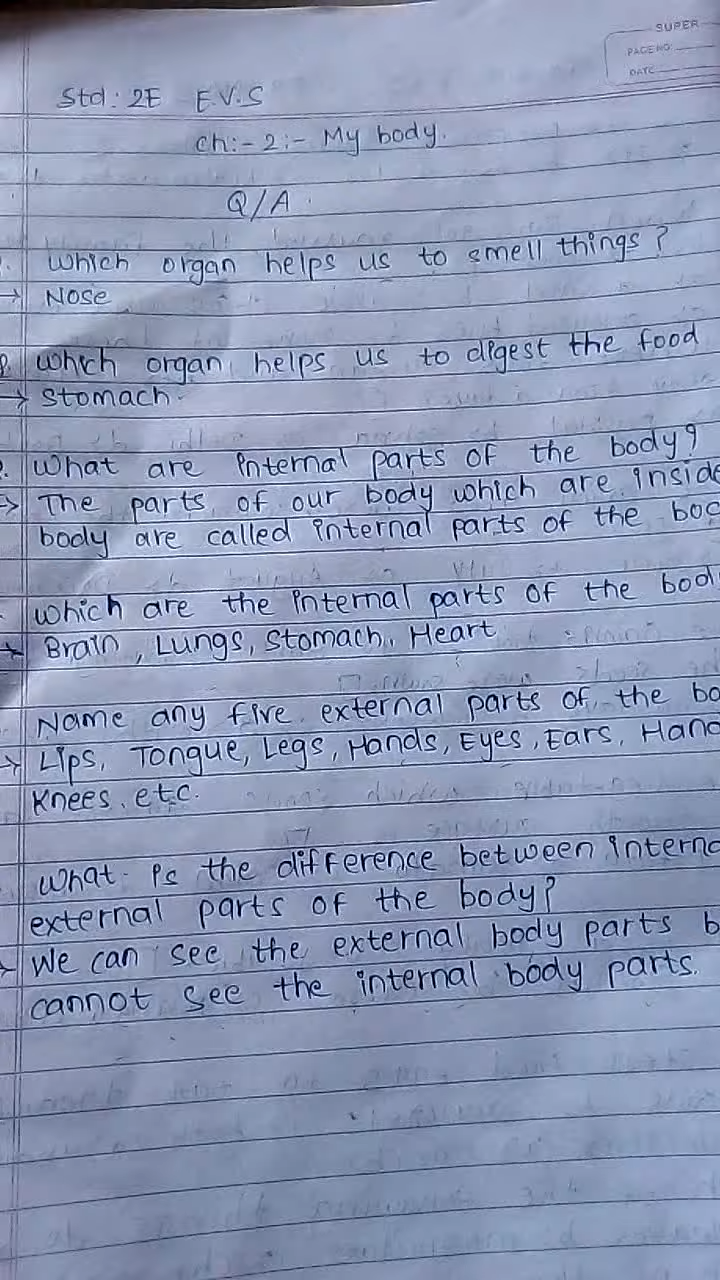 SUPER
PAGE NO:
DATE
Std: 2E E.V.S
Ch:- 2:- My body.
Q/A.
Which organ helps us to smell things?
→ Nose
Which organ helps us to digest the food
→ Stomach.
What are internal parts of the body?
→ The parts of our body which are inside
body are called internal parts of the
Which are the internal parts of the
Brain, Lungs, Stomach, Heart
Name any five external parts of the
→ Lips, Tongue, Legs, Hands, Eyes, Ears,
Knees. etc.
What is the difference between
external parts of the body?
We can see the external body parts
cannot see the internal body parts.